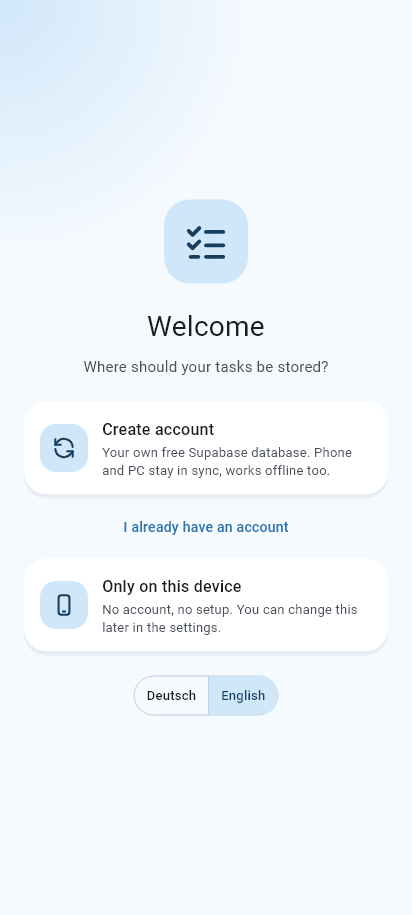 Welcome
Where should your tasks be stored?
Create account
Your own free Supabase database. Phone
and PC stay in sync, works offline too.
I already have an account
Only on this device
No account, no setup. You can change this
later in the settings.
Deutsch English